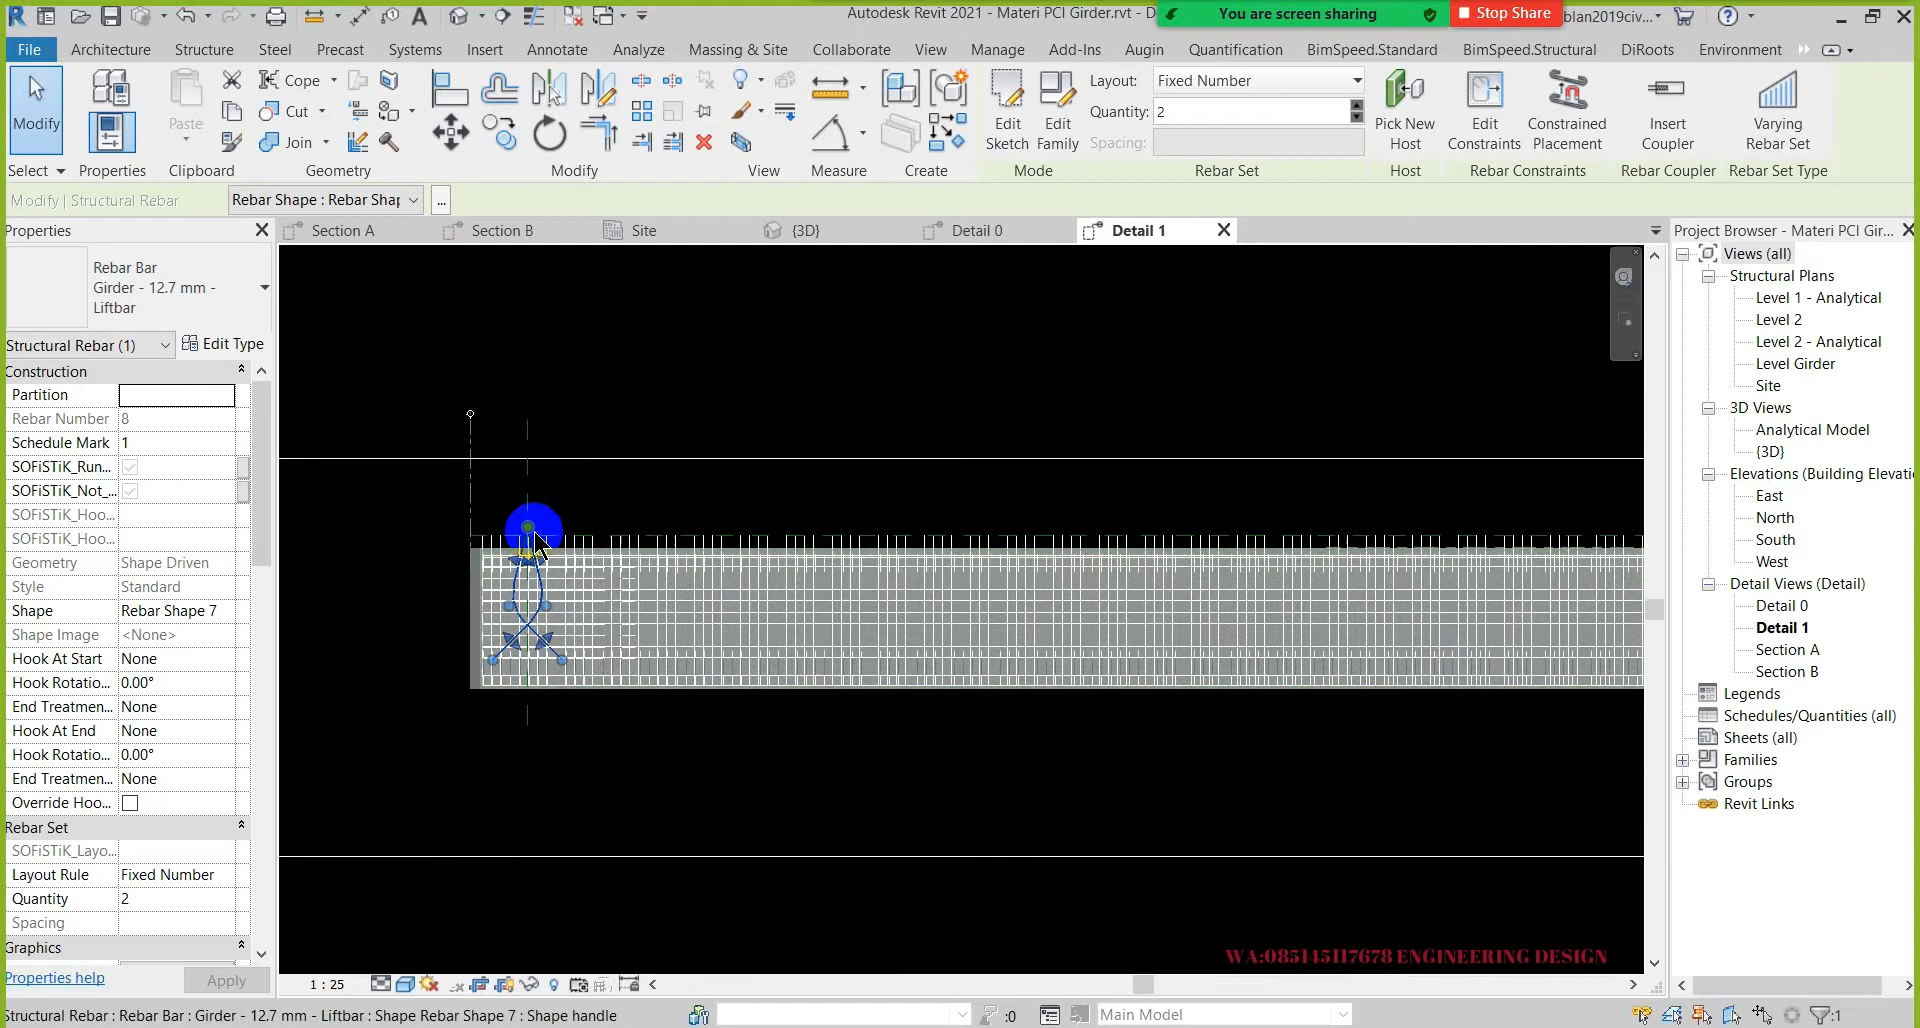 Autodesk Revit 2021 - Materi PCI Girder.rvt - D
You are screen sharing
Stop Share
blan2019civ...
File
Architecture
Structure
Steel
Precast
Systems
Insert
Annotate
Analyze
Massing & Site
Collaborate
View
Manage
Add-Ins
Augin
Quantification
BimSpeed.Standard
BimSpeed.Structural
DiRoots
Environment
Modify
Paste
Cope
Cut
Join
Edit Sketch
Edit Family
Layout:
Fixed Number
Quantity:
2
Spacing:
Pick New Host
Edit Constraints
Constrained Placement
Insert Coupler
Varying Rebar Set
Select
Properties
Clipboard
Geometry
Modify
View
Measure
Create
Mode
Rebar Set
Host
Rebar Constraints
Rebar Coupler
Rebar Set Type
Modify | Structural Rebar
Rebar Shape : Rebar Shap
...
Properties
Section A
Section B
Site
{3D}
Detail 0
Detail 1
Project Browser - Materi PCI Gir...
Rebar Bar
Girder - 12.7 mm -
Liftbar
Structural Rebar (1)
Edit Type
Construction
Partition
Rebar Number 8
Schedule Mark 1
SOFiSTiK_Run...
SOFiSTiK_Not_...
SOFiSTiK_Hoo...
SOFiSTiK_Hoo...
Geometry Shape Driven
Style Standard
Shape Rebar Shape 7
Shape Image <None>
Hook At Start None
Hook Rotatio... 0.00°
End Treatmen... None
Hook At End None
Hook Rotatio... 0.00°
End Treatmen... None
Override Hoo...
Rebar Set
SOFiSTiK_Layo...
Layout Rule Fixed Number
Quantity 2
Spacing
Graphics
Properties help
Apply
Views (all)
Structural Plans
Level 1 - Analytical
Level 2
Level 2 - Analytical
Level Girder
Site
3D Views
Analytical Model
{3D}
Elevations (Building Elevati
East
North
South
West
Detail Views (Detail)
Detail 0
Detail 1
Section A
Section B
Legends
Schedules/Quantities (all)
Sheets (all)
Families
Groups
Revit Links
WA:085145117678 ENGINEERING DESIGN
1 : 25
Structural Rebar : Rebar Bar : Girder - 12.7 mm - Liftbar : Shape Rebar Shape 7 : Shape handle
:0
Main Model
:1